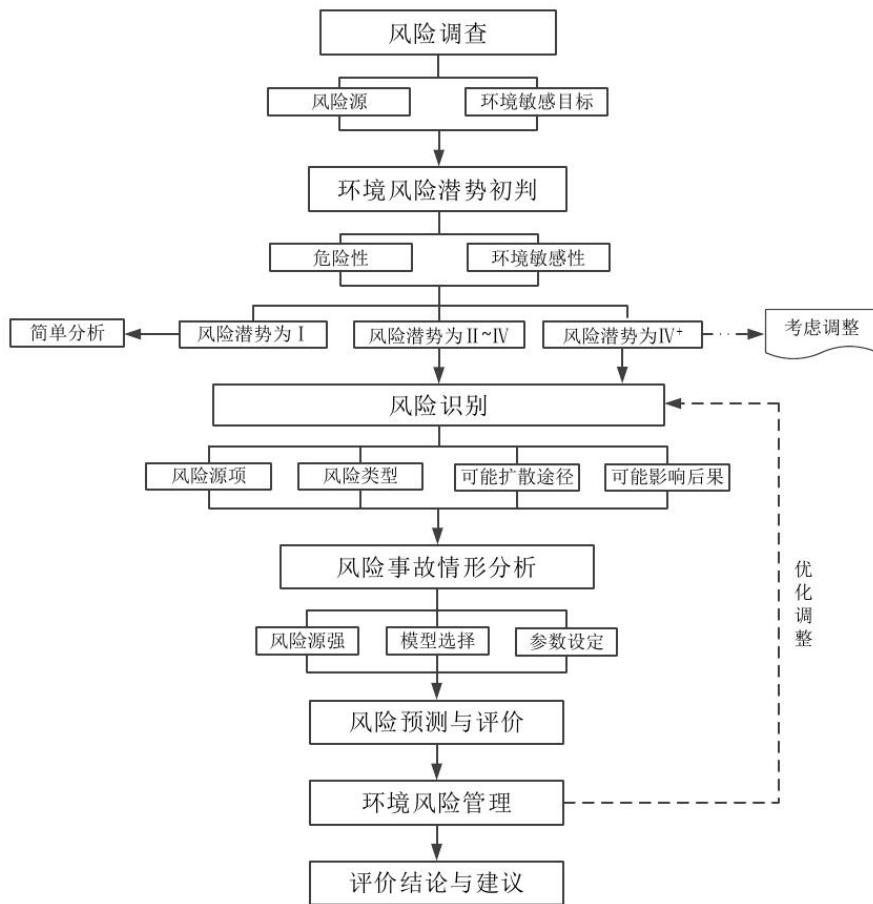 风险调查
风险源
环境敏感目标
环境风险潜势初判
危险性
环境敏感性
简单分析
风险潜势为Ⅰ
风险潜势为Ⅱ~Ⅳ
风险潜势为Ⅳ⁺
考虑调整
风险识别
风险源项
风险类型
可能扩散途径
可能影响后果
风险事故情形分析
优化调整
风险源强
模型选择
参数设定
风险预测与评价
环境风险管理
评价结论与建议